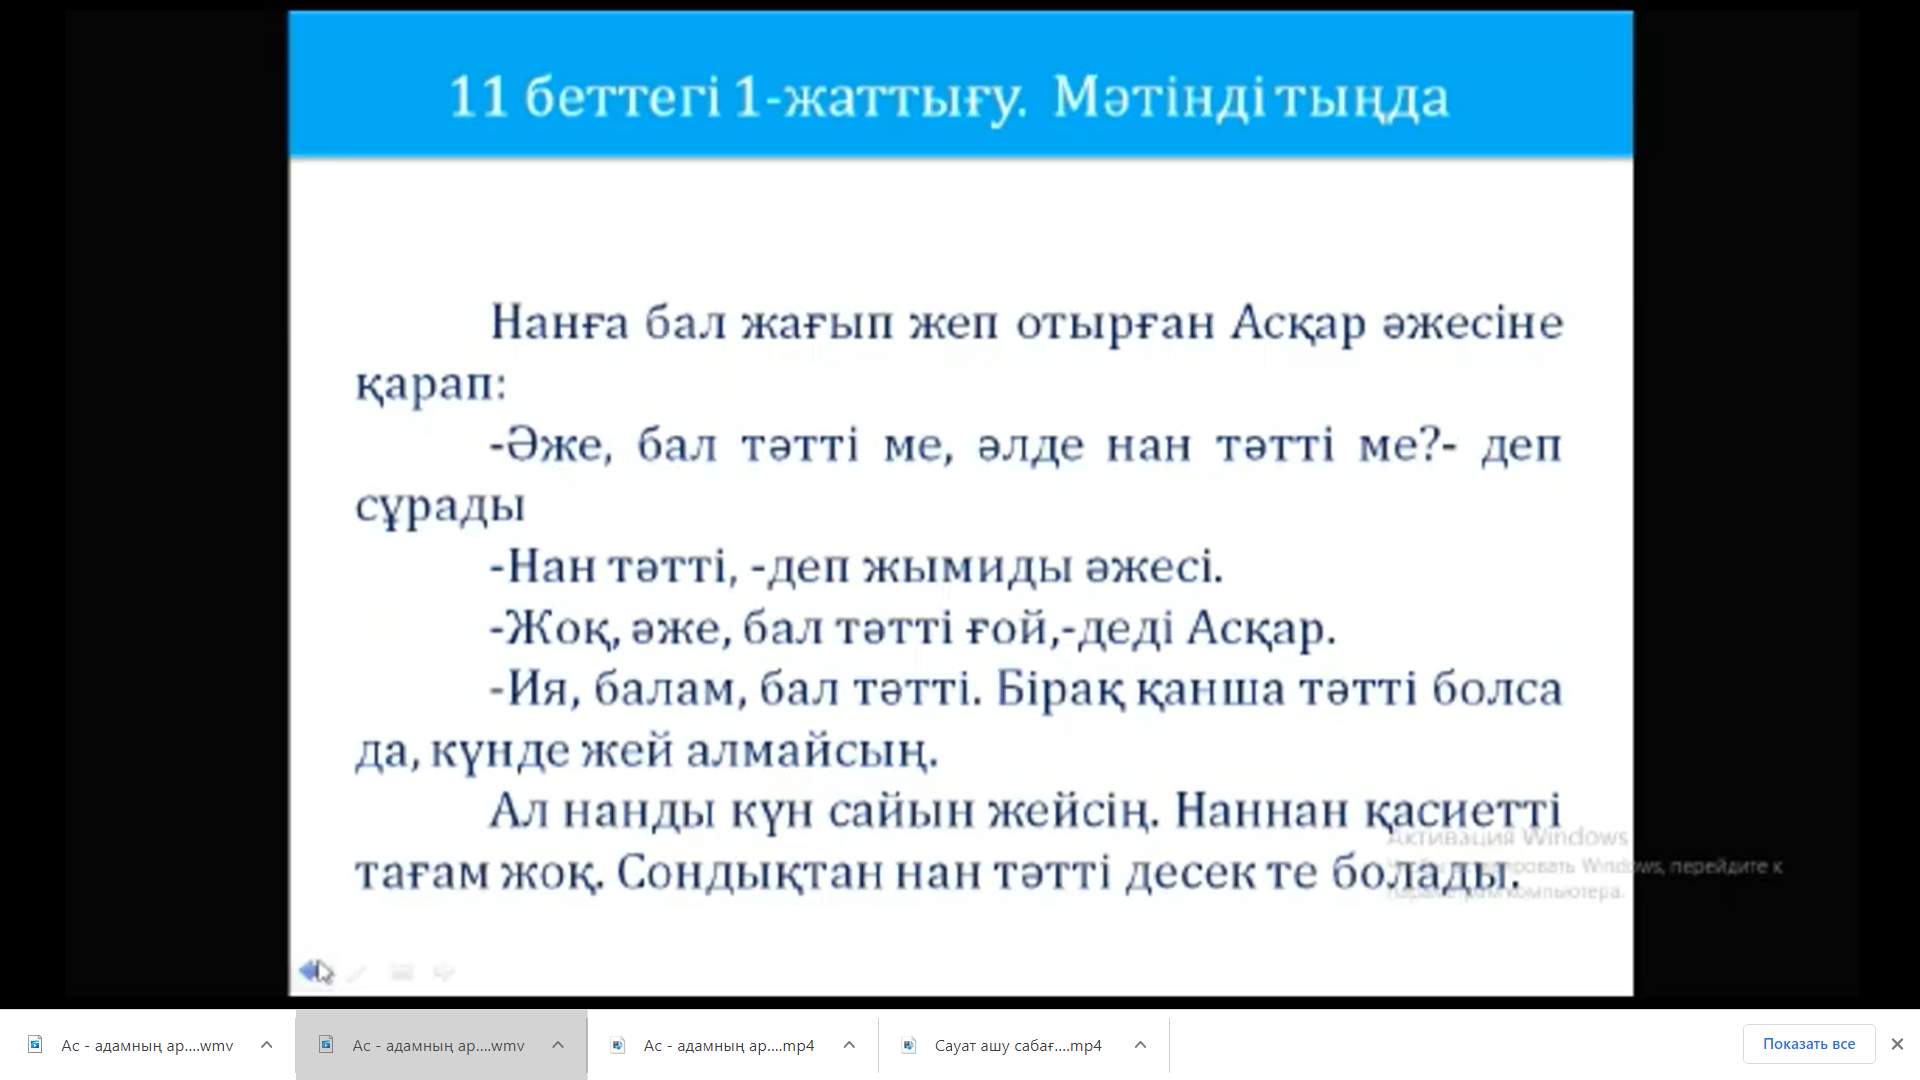 11 беттегі 1-жаттығу. Мәтінді тыңда
Нанға бал жағып жеп отырған Асқар әжесіне
қарап:
-Әже, бал тәтті ме, әлде нан тәтті ме?- деп
сұрады
-Нан тәтті, -деп жымиды әжесі.
-Жоқ, әже, бал тәтті ғой,-деді Асқар.
-Ия, балам, бал тәтті. Бірақ қанша тәтті болса
да, күнде жей алмайсың.
Ал нанды күн сайын жейсің. Наннан қасиетті
тағам жоқ. Сондықтан нан тәтті десек те болады.
Активация Windows
Windows, перейдите к
компьютера.
Ас - адамның ар....wmv
Ас - адамның ар....wmv
Ас - адамның ар....mp4
Сауат ашу сабағ....mp4
Показать все